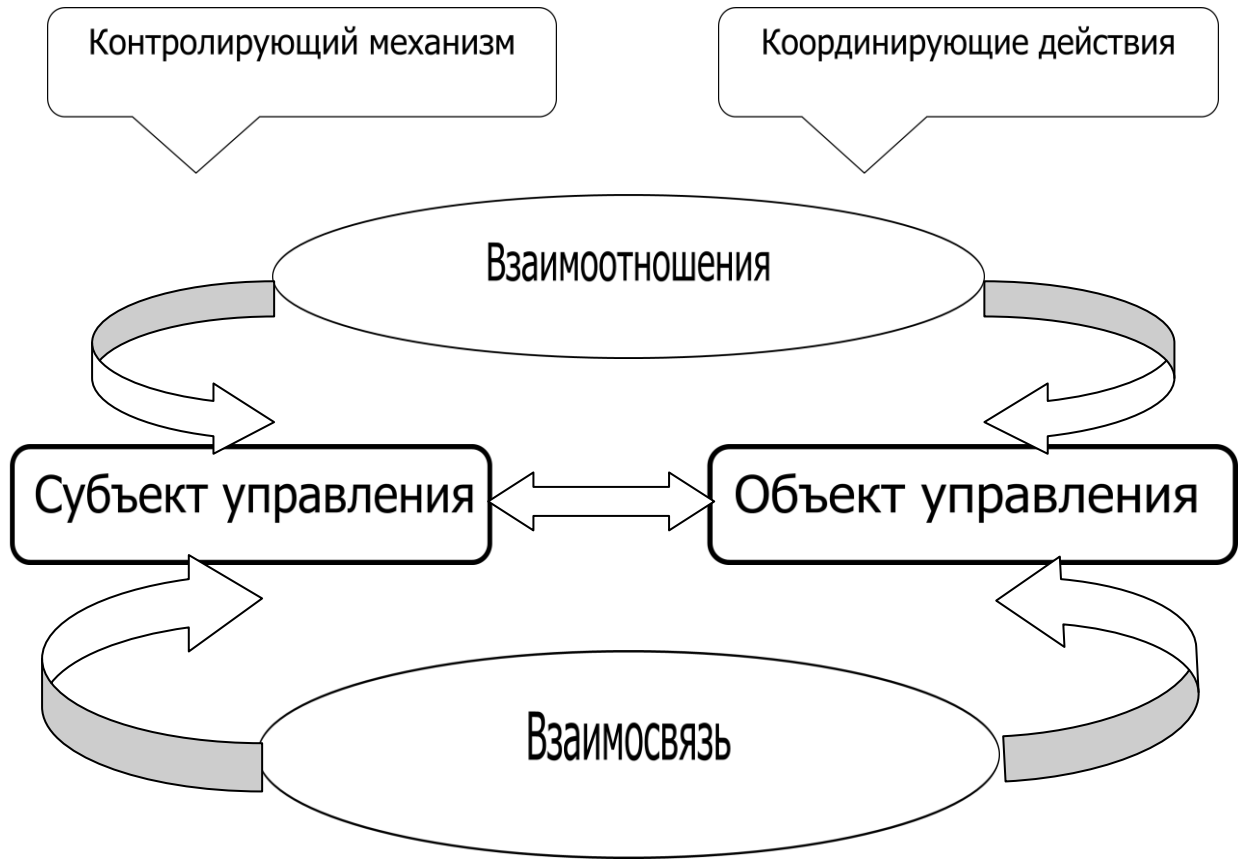 Контролирующий механизм
Координирующие действия
Взаимоотношения
Субъект управления
Объект управления
Взаимосвязь